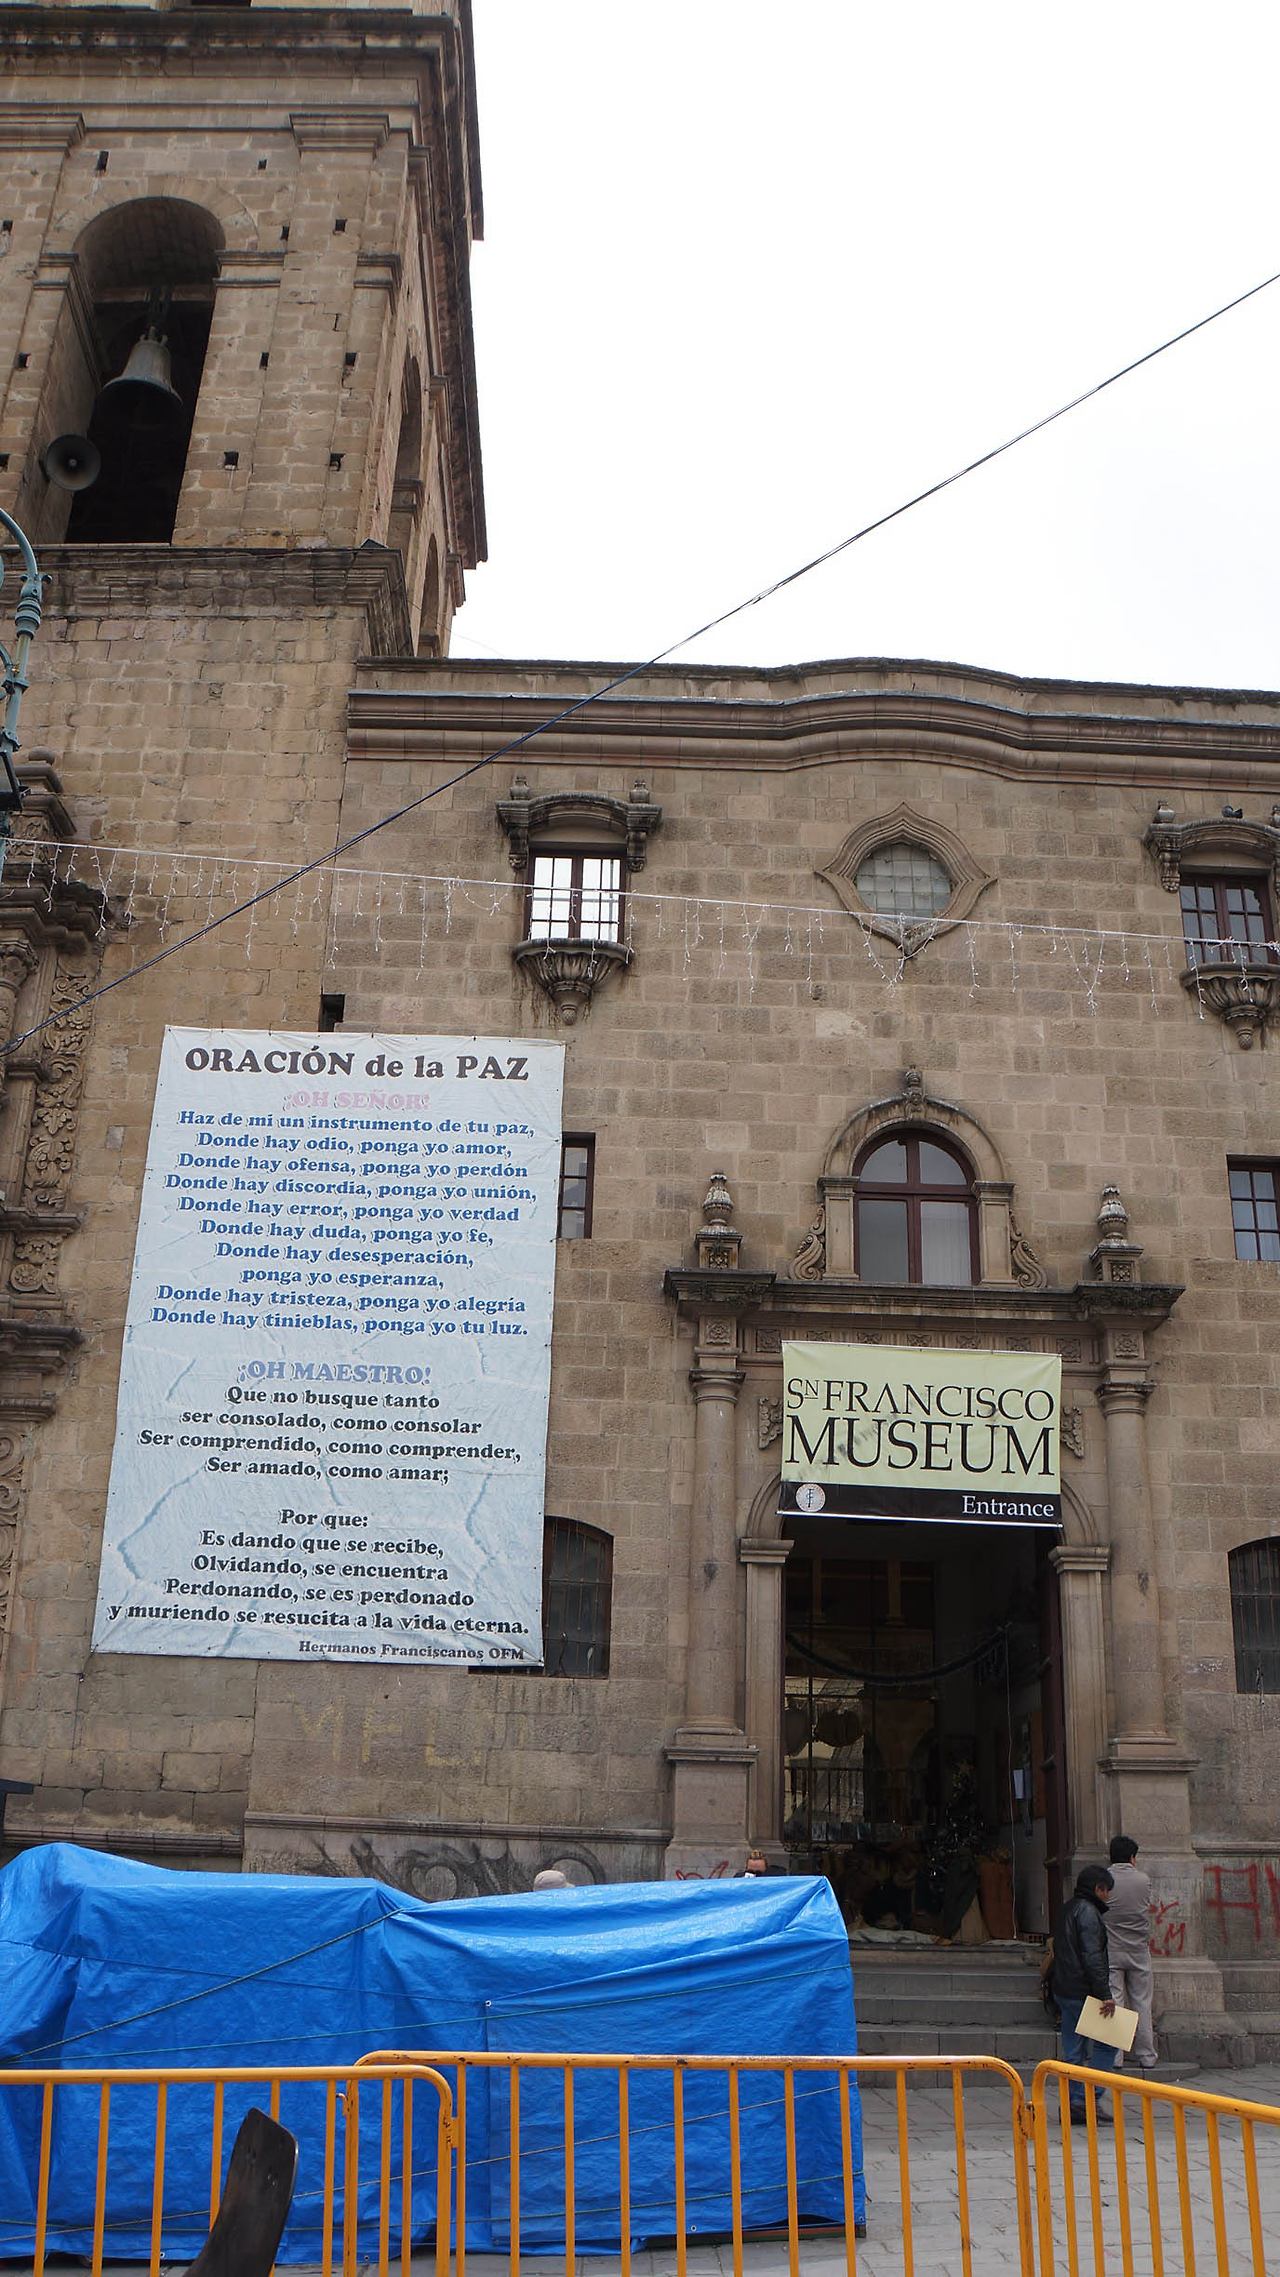 ORACIÓN de la PAZ
¡OH SEÑOR!
Haz de mi un instrumento de tu paz,
Donde hay odio, ponga yo amor,
Donde hay ofensa, ponga yo perdón
Donde hay discordia, ponga yo unión,
Donde hay error, ponga yo verdad
Donde hay duda, ponga yo fe,
Donde hay desesperación,
ponga yo esperanza,
Donde hay tristeza, ponga yo alegría
Donde hay tinieblas, ponga yo tu luz.
¡OH MAESTRO!
Que no busque tanto
ser consolado, como consolar
Ser comprendido, como comprender,
Ser amado, como amar;
Por que:
Es dando que se recibe,
Olvidando, se encuentra
Perdonando, se es perdonado
y muriendo se resucita a la vida eterna.
Hermanos Franciscanos OFM
SN FRANCISCO
MUSEUM
Entrance